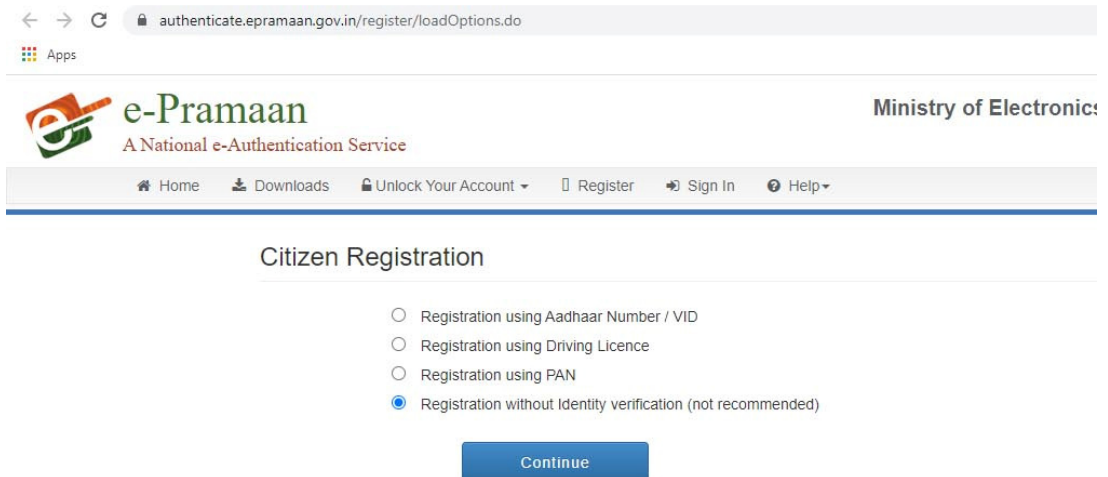 authenticate.epramaan.gov.in/register/loadOptions.do
Apps
e-Pramaan
Ministry of Electronics
A National e-Authentication Service
Home Downloads Unlock Your Account Register Sign In Help
Citizen Registration
Registration using Aadhaar Number / VID
Registration using Driving Licence
Registration using PAN
Registration without Identity verification (not recommended)
Continue